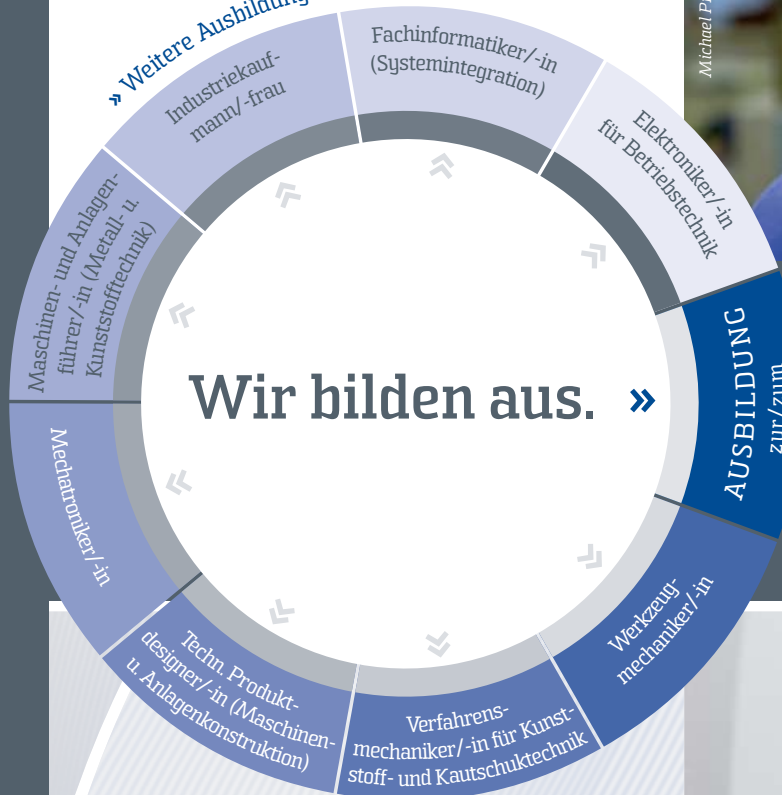 » Weitere Ausbildung
Michael P
Fachinformatiker/-in
(Systemintegration)
Elektroniker/-in
für Betriebstechnik
AUSBILDUNG
zur/zum
Werkzeug-
mechaniker/-in
Verfahrens-
mechaniker/-in für Kunst-
stoff- und Kautschuktechnik
Techn. Produkt-
designer/-in (Maschinen-
u. Anlagenkonstruktion)
Mechatroniker/-in
Maschinen- und Anlagen-
führer/-in (Metall- u.
Kunststofftechnik)
Industriekauf-
mann/-frau
Wir bilden aus. »